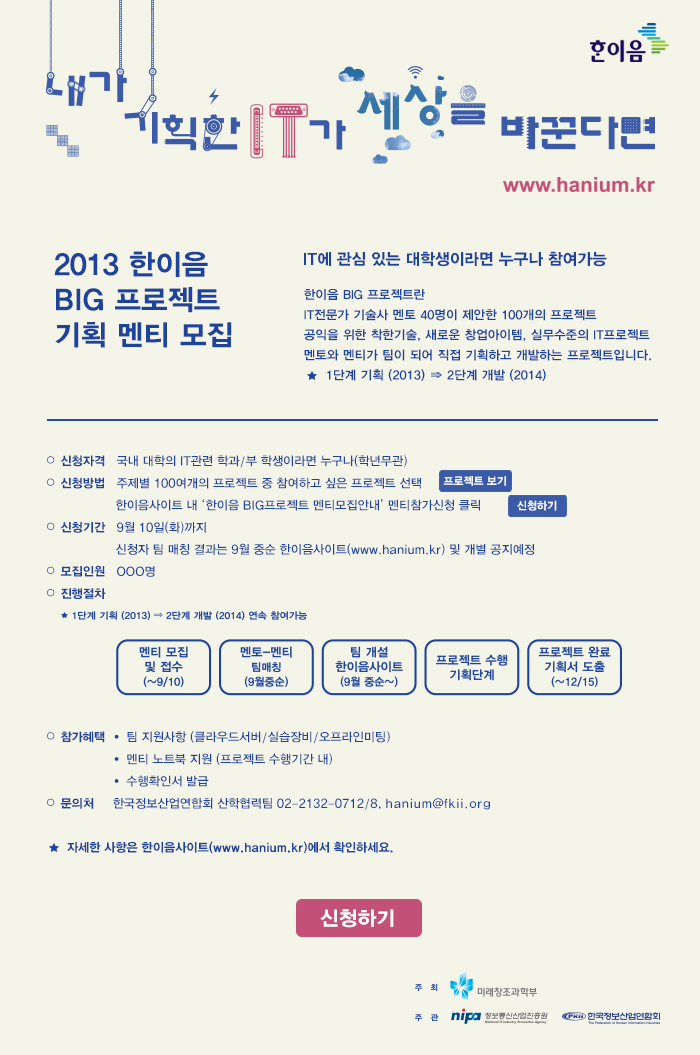 한이음
내가
기획한 IT가 세상을 바꾼다면
www.hanium.kr
2013 한이음
BIG 프로젝트
기획 멘티 모집
IT에 관심 있는 대학생이라면 누구나 참여가능
한이음 BIG 프로젝트란
IT전문가 기술사 멘토 40명이 제안한 100개의 프로젝트
공익을 위한 착한기술, 새로운 창업아이템, 실무수준의 IT프로젝트
멘토와 멘티가 팀이 되어 직접 기획하고 개발하는 프로젝트입니다.
★ 1단계 기획 (2013) ⇒ 2단계 개발 (2014)
○ 신청자격 국내 대학의 IT관련 학과/부 학생이라면 누구나(학년무관)
○ 신청방법 주제별 100여개의 프로젝트 중 참여하고 싶은 프로젝트 선택 프로젝트 보기
한이음사이트 내 ‘한이음 BIG프로젝트 멘티모집안내’ 멘티참가신청 클릭 신청하기
○ 신청기간 9월 10일(화)까지
신청자 팀 매칭 결과는 9월 중순 한이음사이트(www.hanium.kr) 및 개별 공지예정
○ 모집인원 OOO명
○ 진행절차
★ 1단계 기획 (2013) ⇒ 2단계 개발 (2014) 연속 참여가능
멘티 모집
및 접수
(~9/10)
멘토-멘티
팀매칭
(9월중순)
팀 개설
한이음사이트
(9월 중순~)
프로젝트 수행
기획단계
프로젝트 완료
기획서 도출
(~12/15)
○ 참가혜택 • 팀 지원사항 (클라우드서버/실습장비/오프라인미팅)
• 멘티 노트북 지원 (프로젝트 수행기간 내)
• 수행확인서 발급
○ 문의처 한국정보산업연합회 산학협력팀 02-2132-0712/8, hanium@fkii.org
★ 자세한 사항은 한이음사이트(www.hanium.kr)에서 확인하세요.
신청하기
주 최 미래창조과학부
주 관 nipa 정보통신산업진흥원 FKII 한국정보산업연합회
National IT Industry Promotion Agency The Federation of Korean Information Industries